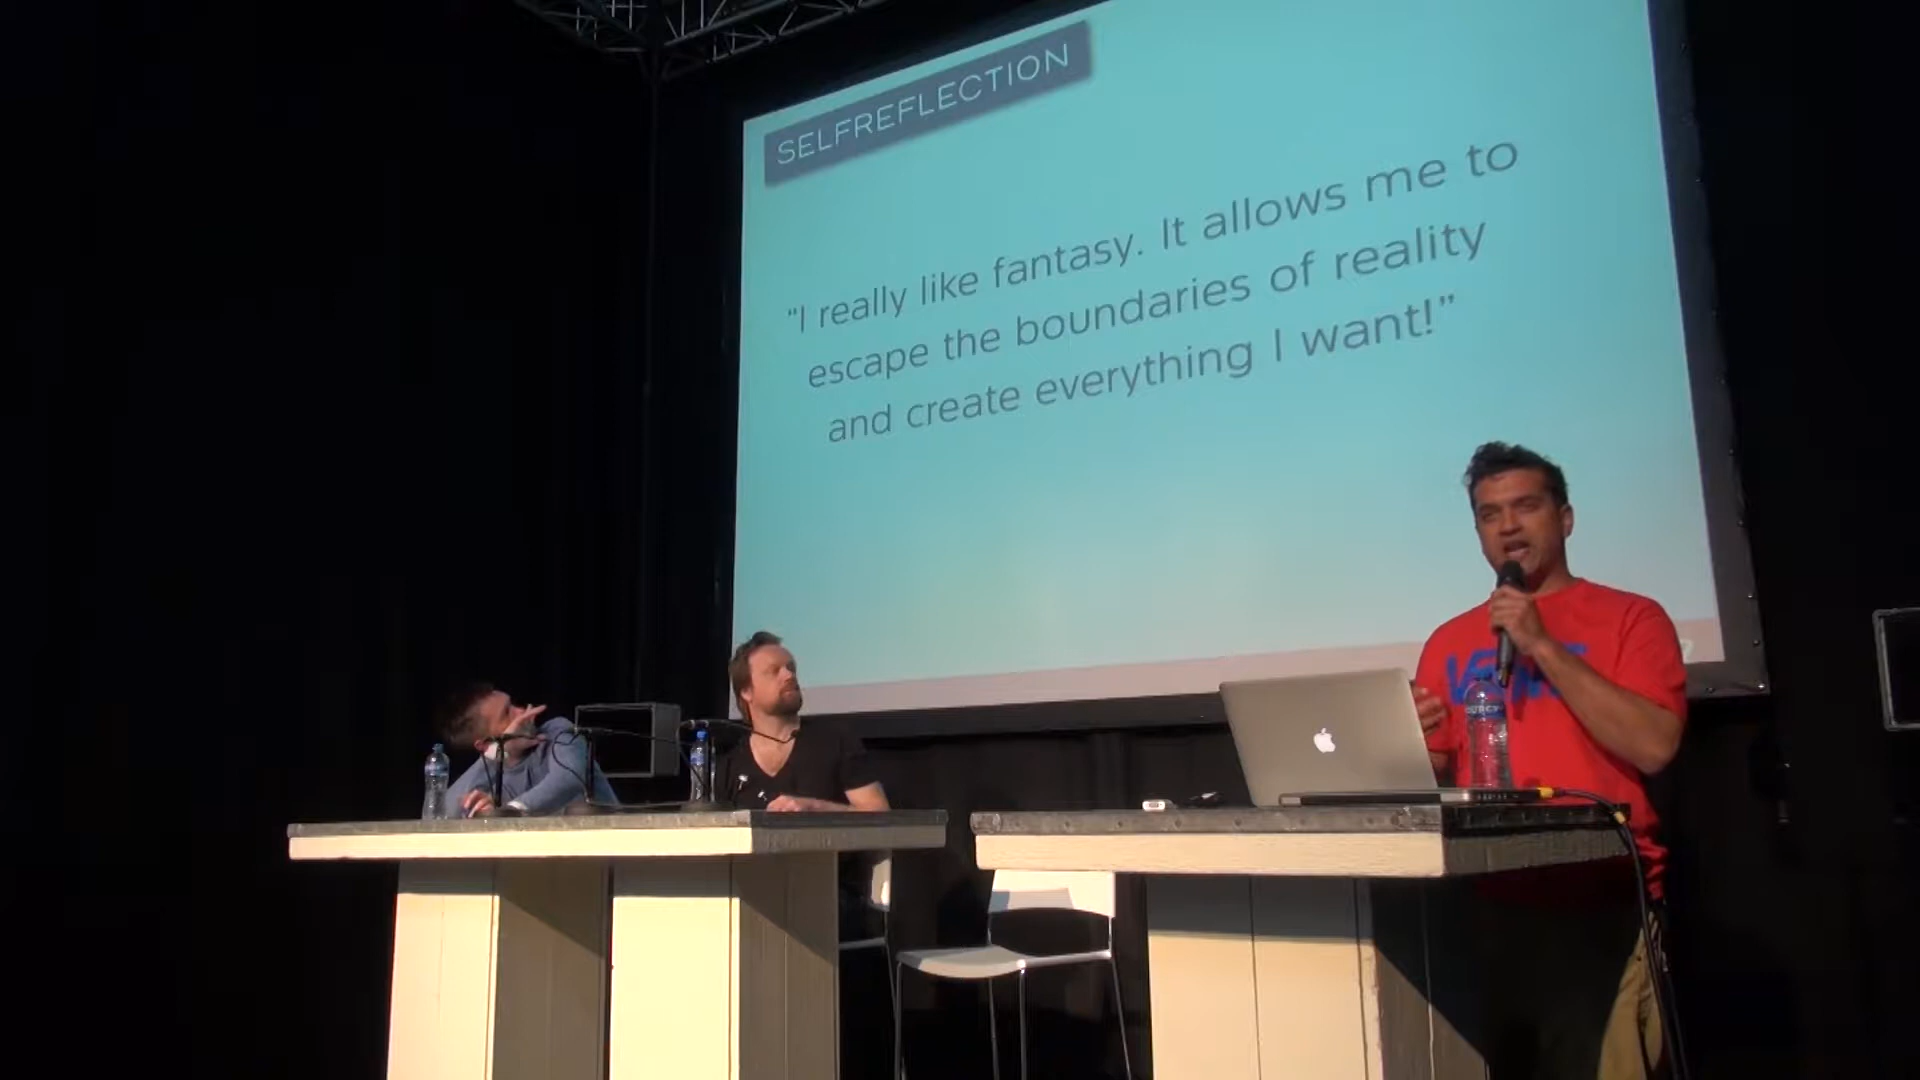 SELFREFLECTION
“I really like fantasy. It allows me to
escape the boundaries of reality
and create everything I want!”